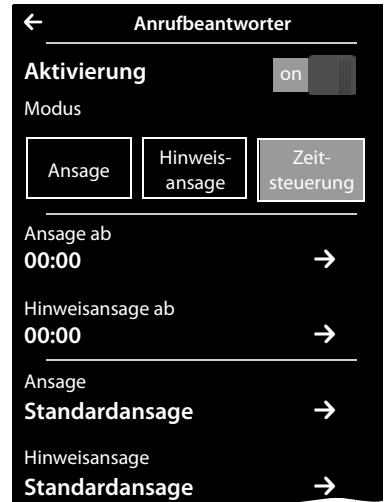 Anrufbeantworter
Aktivierung
on
Modus
Ansage
Hinweis-
ansage
Zeit-
steuerung
Ansage ab
00:00
Hinweisansage ab
00:00
Ansage
Standardansage
Hinweisansage
Standardansage